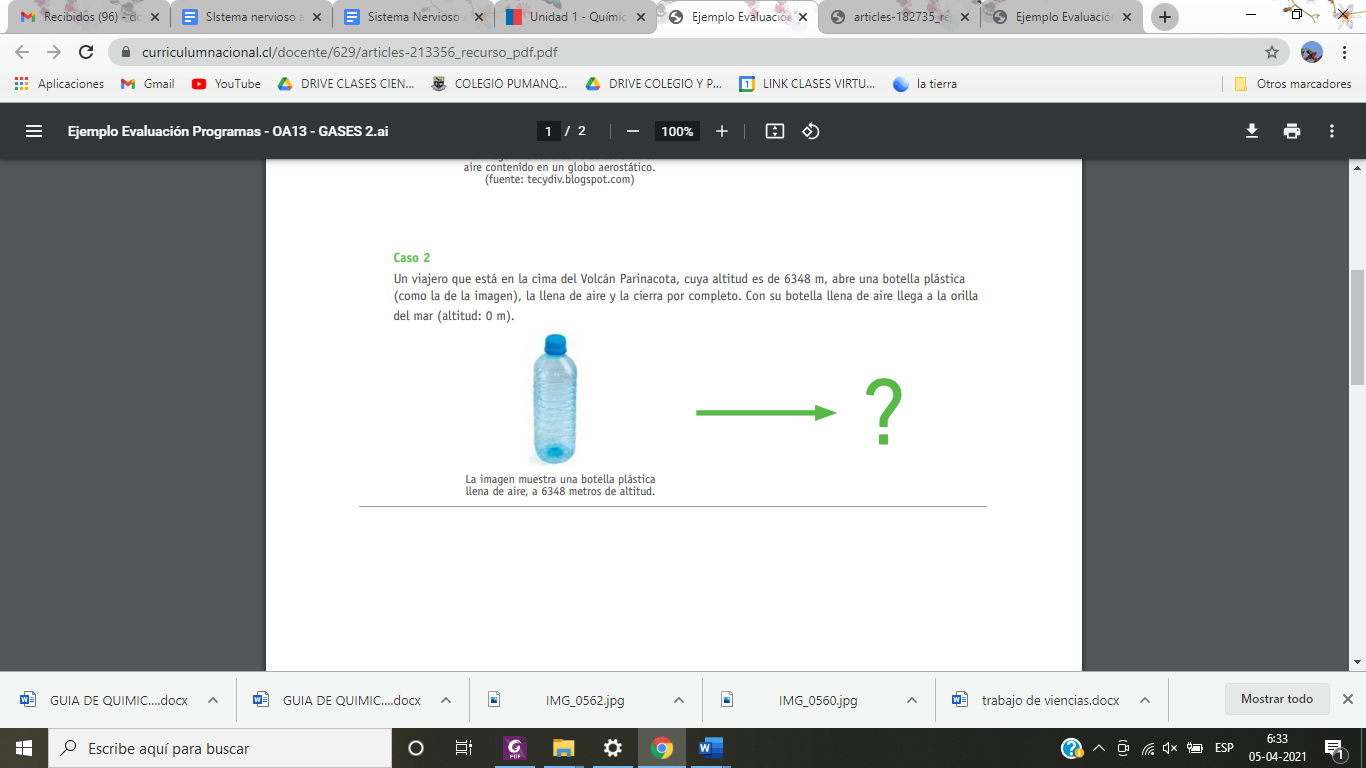 Recibidos (96) - do
SIstema nervioso a
Sistema Nervioso
Unidad 1 - Químic
Ejemplo Evaluación
articles-182735_re
Ejemplo Evaluación
curriculumnacional.cl/docente/629/articles-213356_recurso_pdf.pdf
Aplicaciones
Gmail
YouTube
DRIVE CLASES CIEN...
COLEGIO PUMANQ...
DRIVE COLEGIO Y P...
LINK CLASES VIRTU...
la tierra
Otros marcadores
Ejemplo Evaluación Programas - OA13 - GASES 2.ai
1 / 2
100%
aire contenido en un globo aerostático.
(fuente: tecydiv.blogspot.com)
Caso 2
Un viajero que está en la cima del Volcán Parinacota, cuya altitud es de 6348 m, abre una botella plástica
(como la de la imagen), la llena de aire y la cierra por completo. Con su botella llena de aire llega a la orilla
del mar (altitud: 0 m).
?
La imagen muestra una botella plástica
llena de aire, a 6348 metros de altitud.
GUIA DE QUIMIC....docx
GUIA DE QUIMIC....docx
IMG_0562.jpg
IMG_0560.jpg
trabajo de viencias.docx
Mostrar todo
Escribe aquí para buscar
ESP
6:33
05-04-2021
1